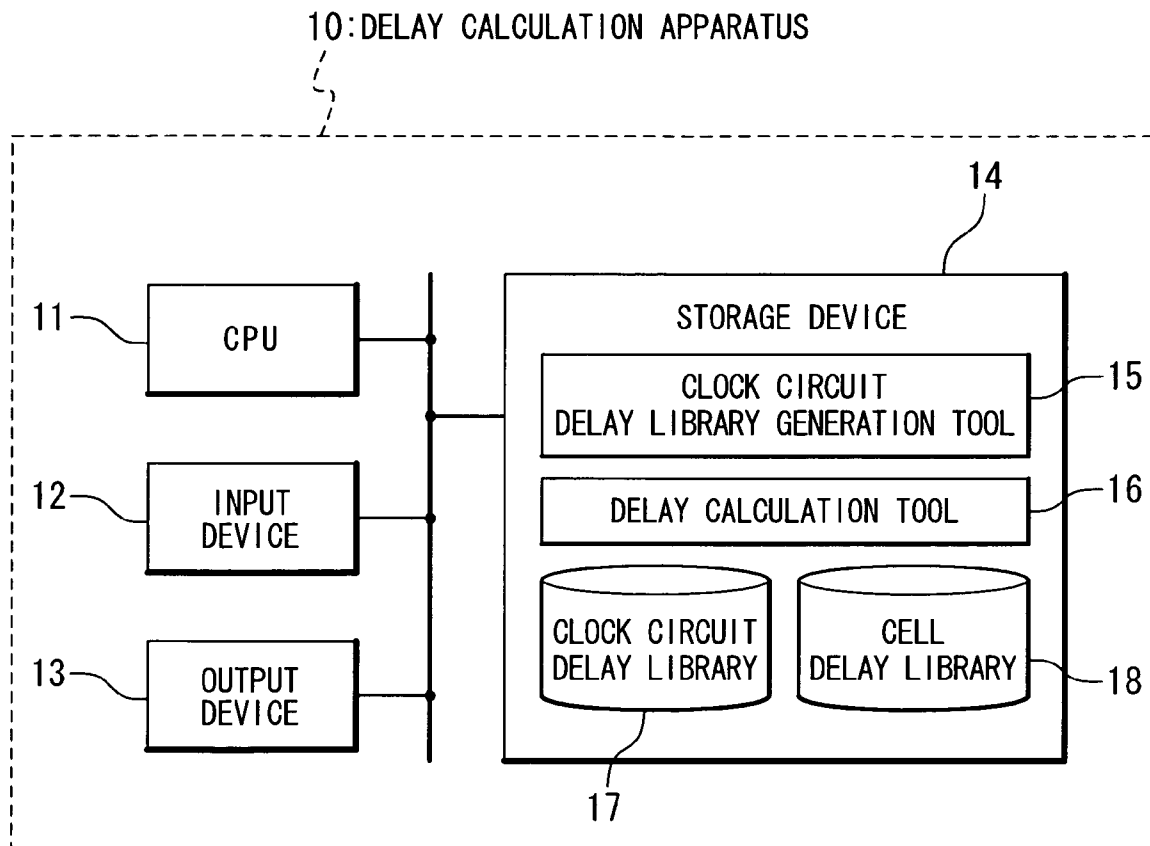 10:DELAY CALCULATION APPARATUS
14
11
CPU
STORAGE DEVICE
CLOCK CIRCUIT
DELAY LIBRARY GENERATION TOOL
15
12
INPUT
DEVICE
DELAY CALCULATION TOOL
16
13
OUTPUT
DEVICE
CLOCK CIRCUIT
DELAY LIBRARY
CELL
DELAY LIBRARY
18
17